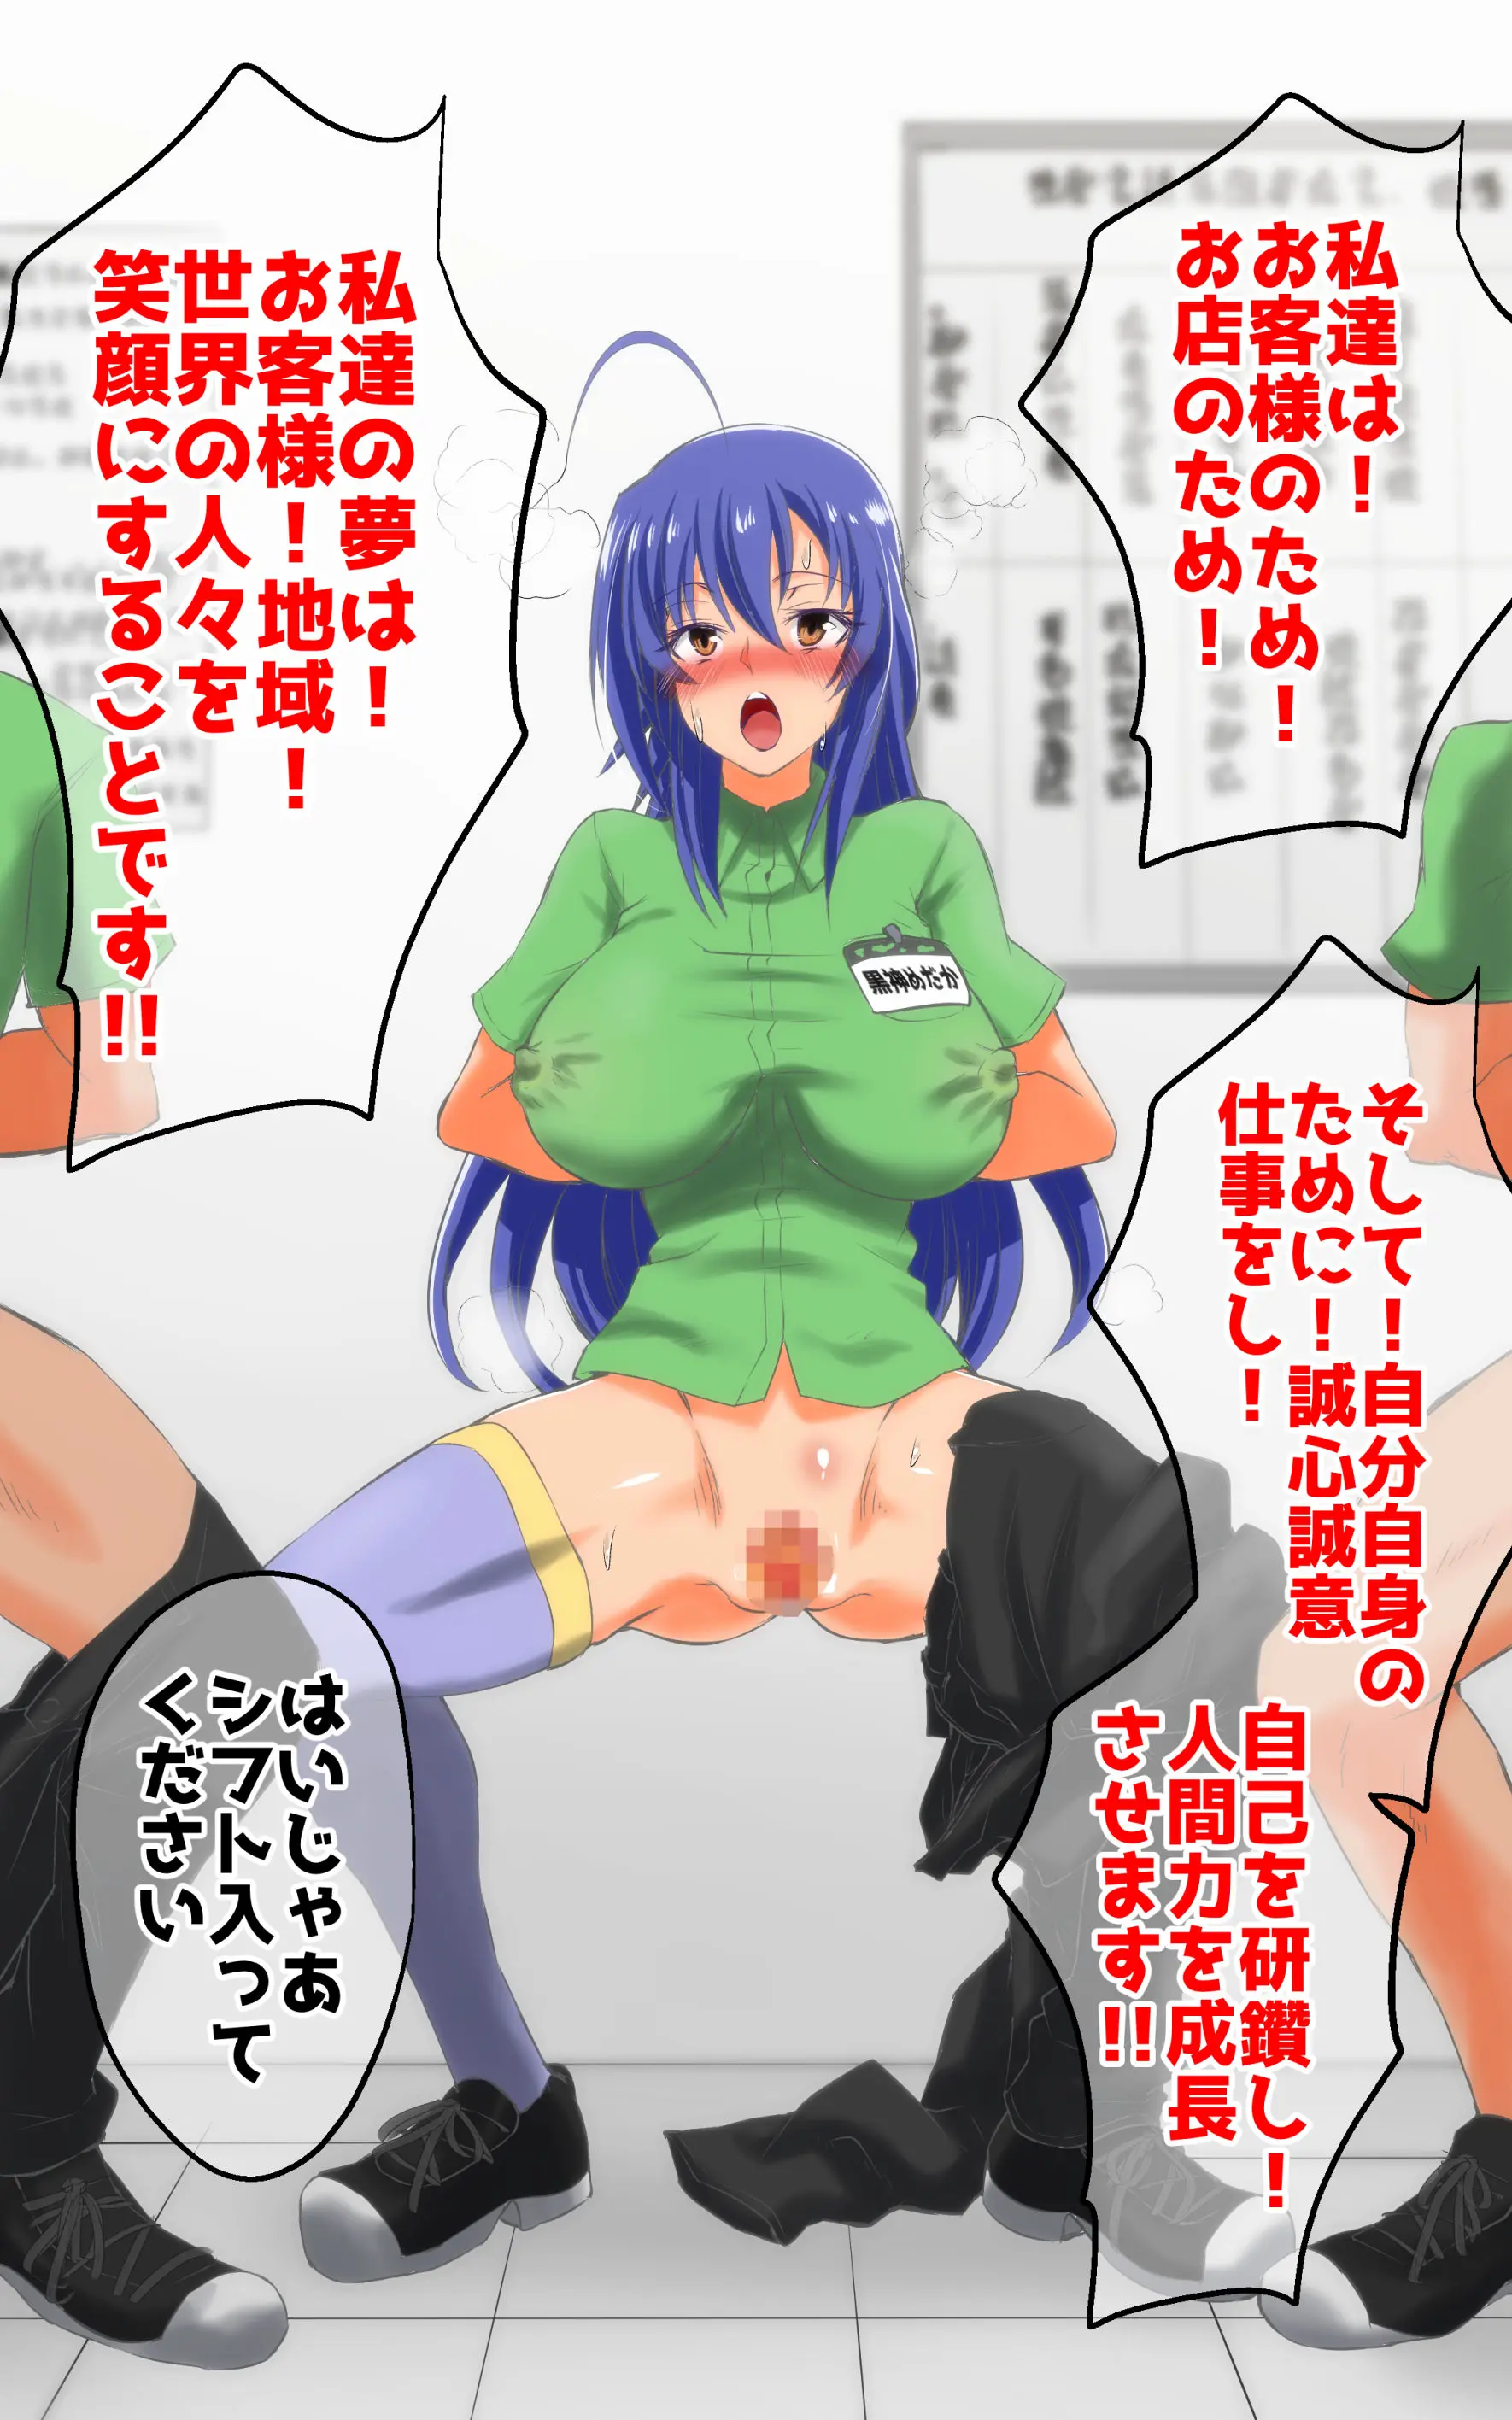 私達は！
お客様のため！
お店のため！
そして！自分自身の
ために！誠心誠意
仕事をし！
自己を研鑽し！
人間力を成長
させます!!
私達の夢は！
お客様！地域！
世界の人々を
笑顔にすることです!!
黒神めだか
はいじゃあ
シフト入って
ください